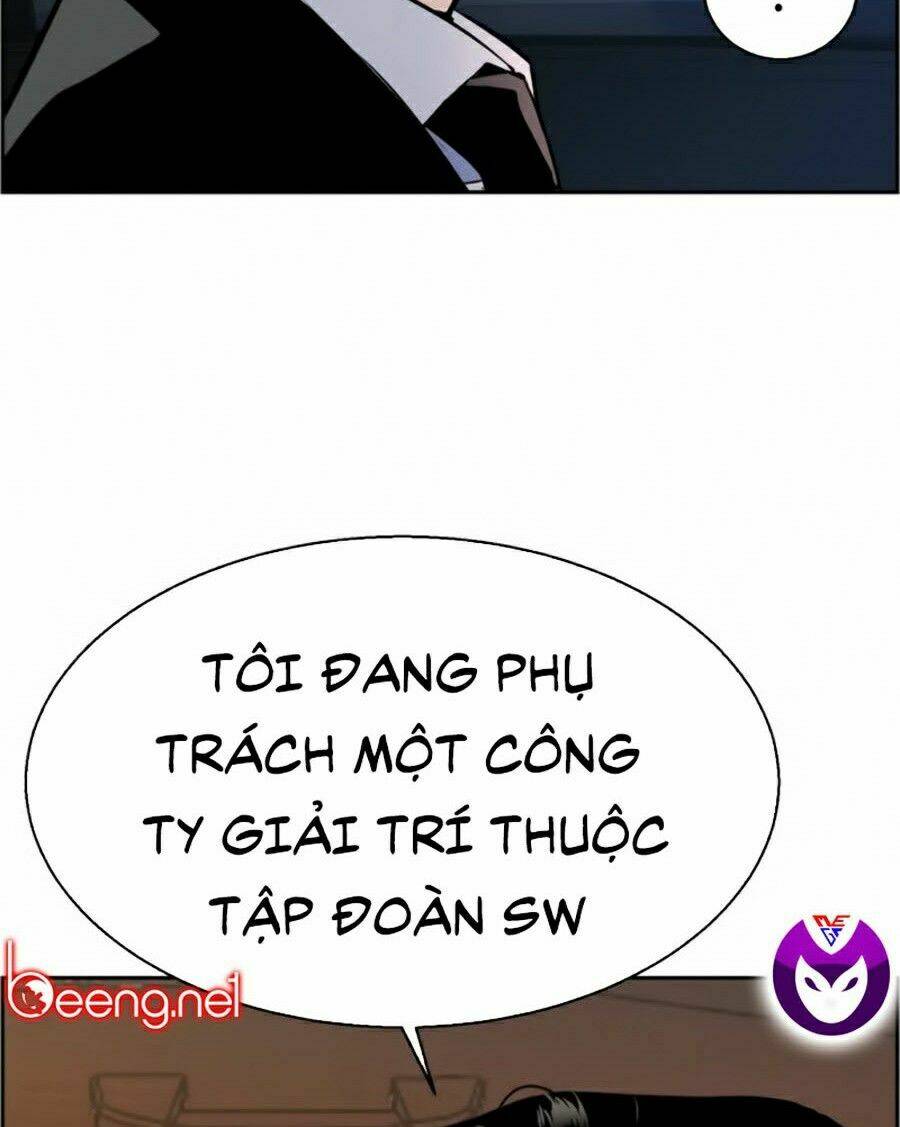 :
TÔI ĐANG PHỤ
TRÁCH MỘT CÔNG
TY GIẢI TRÍ THUỘC
TẬP ĐOÀN SW
beeng.net